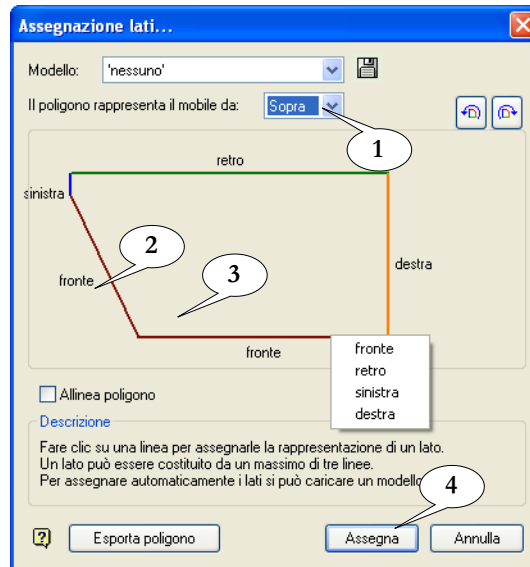 Assegnazione lati...
Modello: 'nessuno'
Il poligono rappresenta il mobile da: Sopra
1
retro
sinistra
2
3
fronte
destra
fronte
fronte
retro
sinistra
destra
Allinea poligono
Descrizione
Fare clic su una linea per assegnarle la rappresentazione di un lato.
Un lato può essere costituito da un massimo di tre linee.
Per assegnare automaticamente i lati si può caricare un modello
4
Esporta poligono
Assegna
Annulla